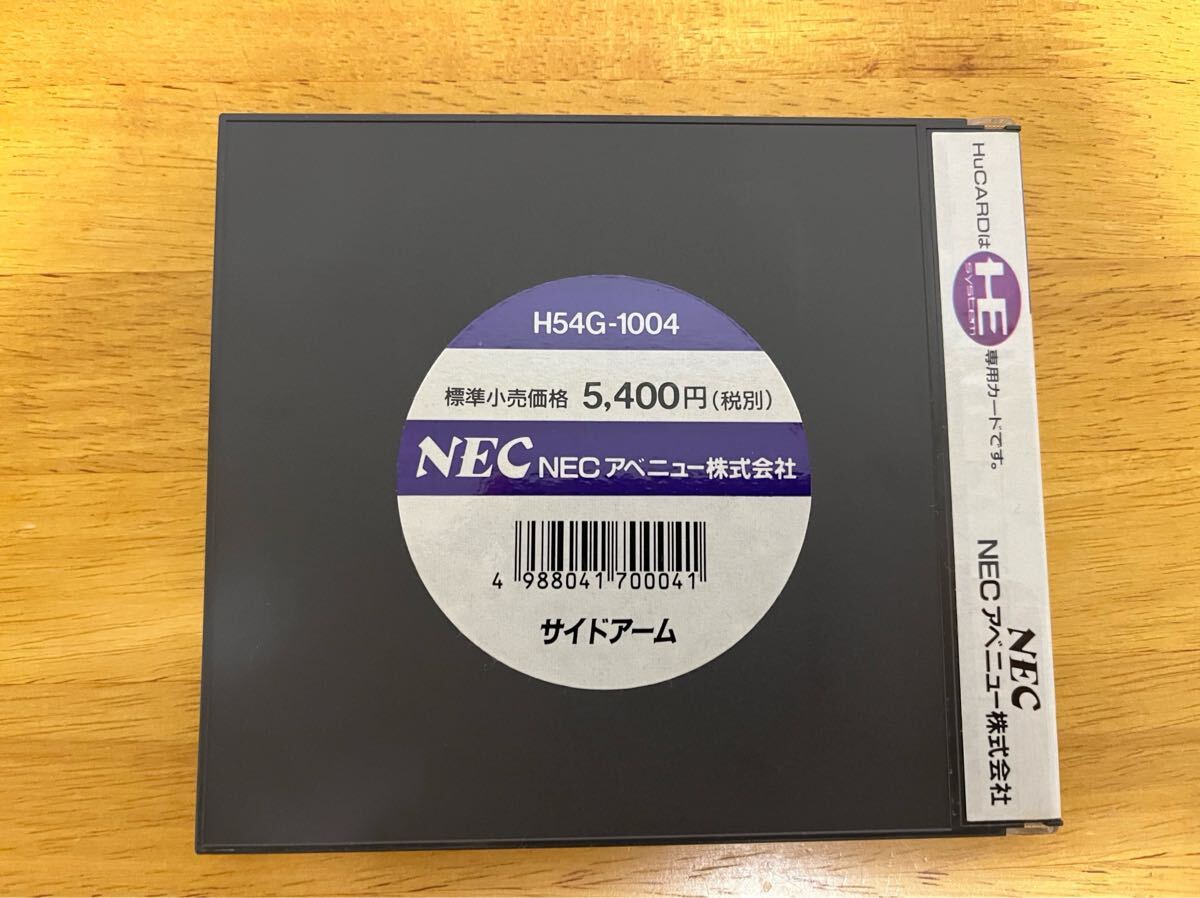 H54G-1004
標準小売価格 5,400円(税別)
NEC NECアベニュー株式会社
4 988041 700041
サイドアーム
HuCARDは HE system 専用カードです。
NEC
NECアベニュー株式会社